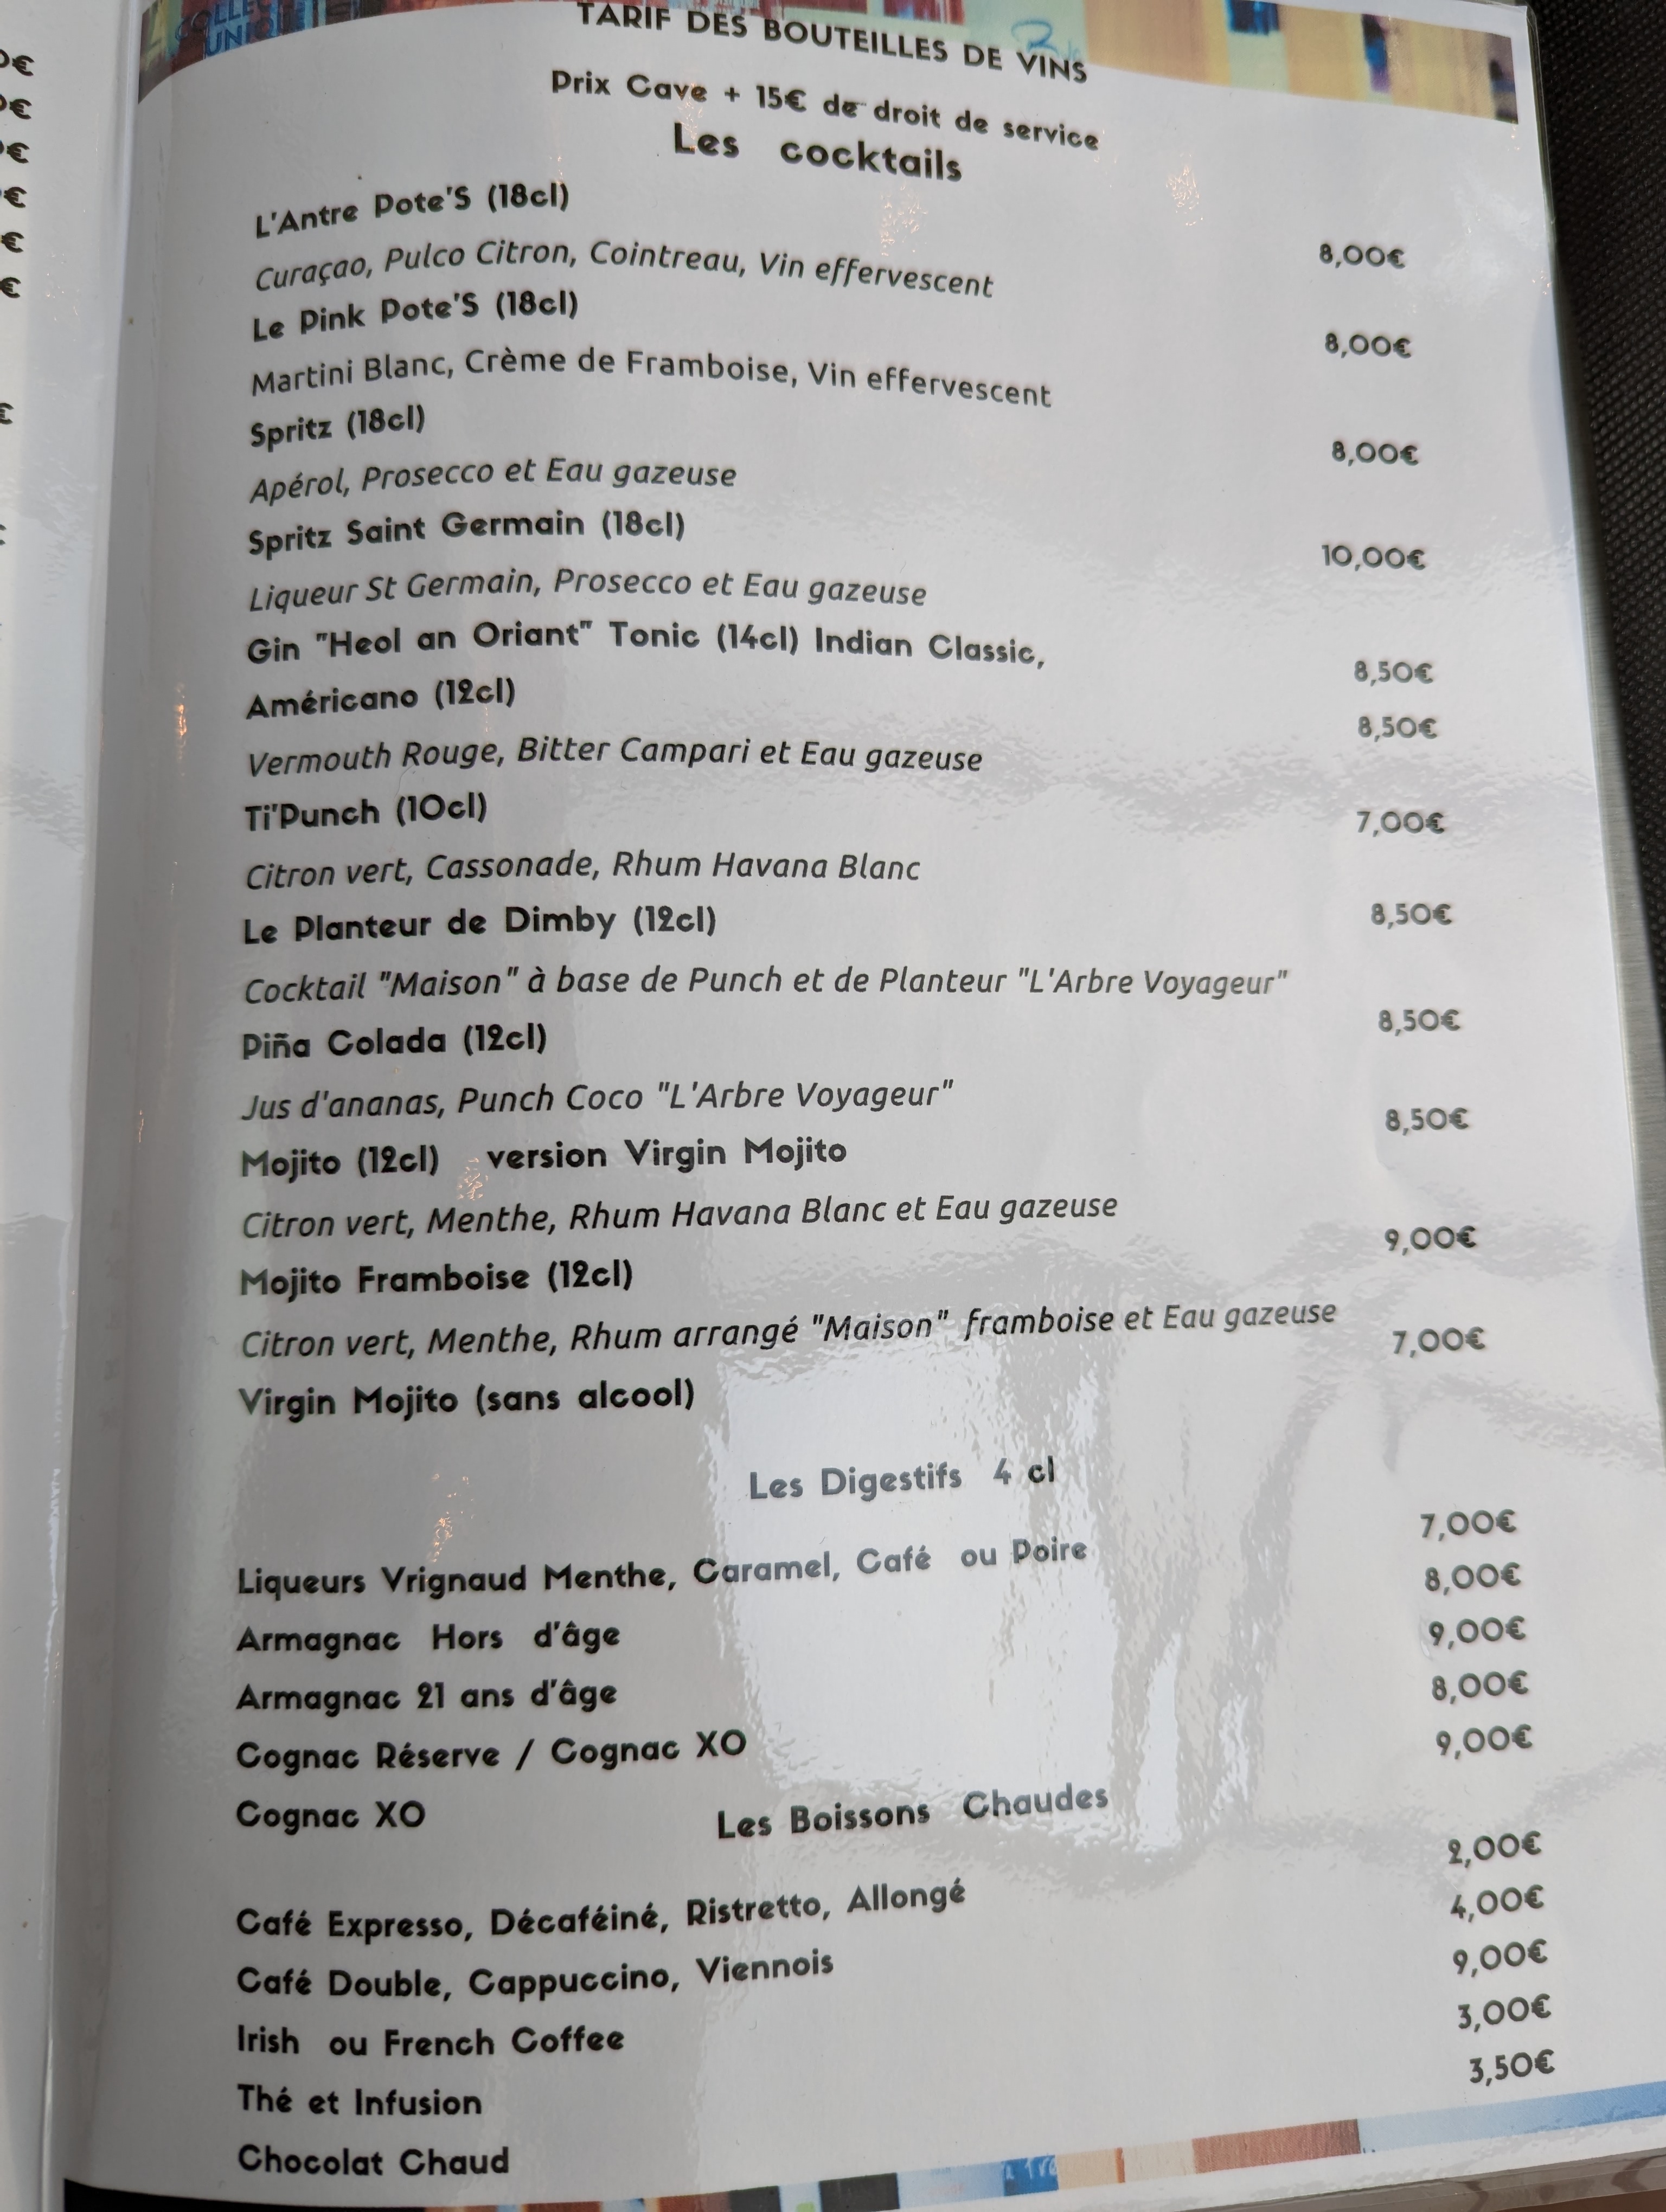 COLLE
UNI
TARIF DES BOUTEILLES DE VINS
Prix Cave + 15€ de droit de service
Les cocktails
L'Antre Pote'S (18cl) 8,00€
Curaçao, Pulco Citron, Cointreau, Vin effervescent
Le Pink Pote'S (18cl) 8,00€
Martini Blanc, Crème de Framboise, Vin effervescent
Spritz (18cl) 8,00€
Apérol, Prosecco et Eau gazeuse
Spritz Saint Germain (18cl) 10,00€
Liqueur St Germain, Prosecco et Eau gazeuse
Gin "Heol an Oriant" Tonic (14cl) Indian Classic, 8,50€
Américano (12cl) 8,50€
Vermouth Rouge, Bitter Campari et Eau gazeuse
Ti'Punch (10cl) 7,00€
Citron vert, Cassonade, Rhum Havana Blanc
Le Planteur de Dimby (12cl) 8,50€
Cocktail "Maison" à base de Punch et de Planteur "L'Arbre Voyageur"
Piña Colada (12cl) 8,50€
Jus d'ananas, Punch Coco "L'Arbre Voyageur"
Mojito (12cl) version Virgin Mojito 8,50€
Citron vert, Menthe, Rhum Havana Blanc et Eau gazeuse
Mojito Framboise (12cl) 9,00€
Citron vert, Menthe, Rhum arrangé "Maison" framboise et Eau gazeuse
Virgin Mojito (sans alcool) 7,00€
Les Digestifs 4 cl
Liqueurs Vrignaud Menthe, Caramel, Café ou Poire 7,00€
Armagnac Hors d'âge 8,00€
Armagnac 21 ans d'âge 9,00€
Cognac Réserve / Cognac XO 8,00€
Cognac XO 9,00€
Les Boissons Chaudes
Café Expresso, Décaféiné, Ristretto, Allongé 2,00€
Café Double, Cappuccino, Viennois 4,00€
Irish ou French Coffee 9,00€
Thé et Infusion 3,00€
Chocolat Chaud 3,50€